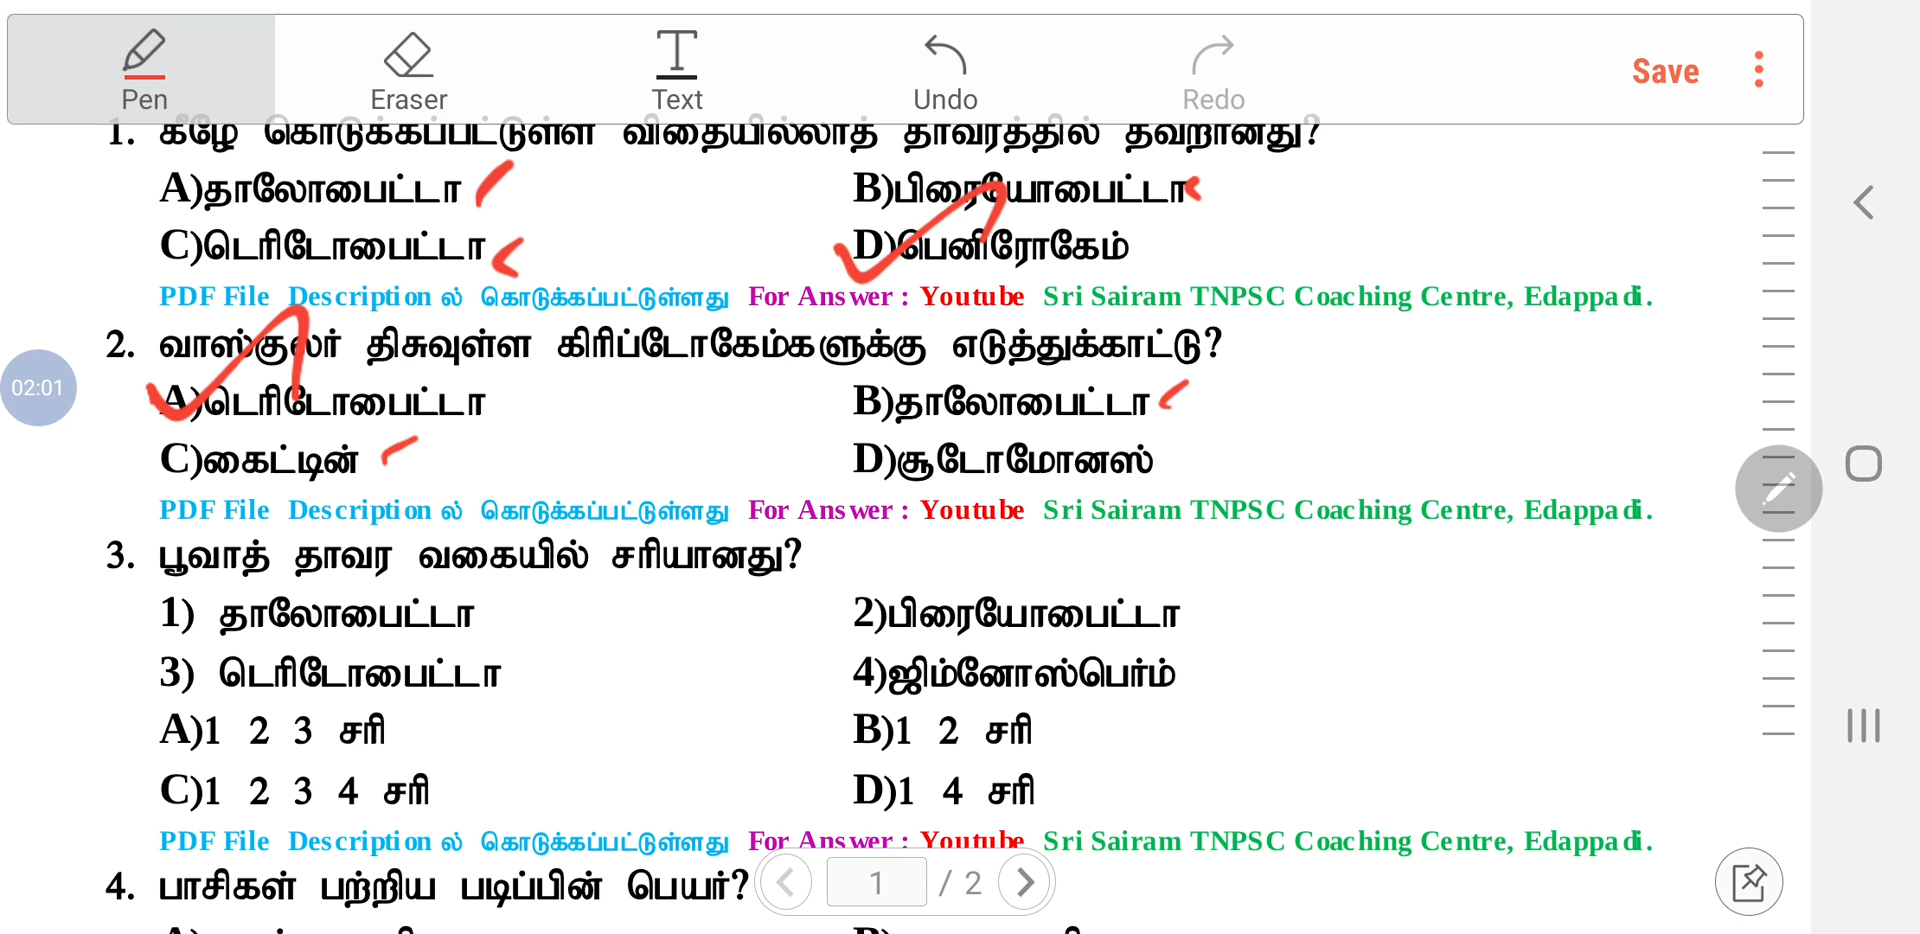 Pen Eraser Text Undo Redo Save
1. கீழே கொடுக்கப்பட்டுள்ள விதையில்லாத் தாவரத்தில் தவறானது?
A)தாலோபைட்டா B)பிரையோபைட்டா
C)டெரிடோபைட்டா D)பெனிரோகேம்
PDF File Description ல் கொடுக்கப்பட்டுள்ளது For Answer : Youtube Sri Sairam TNPSC Coaching Centre, Edappadi.
2. வாஸ்குலர் திசுவுள்ள கிரிப்டோகேம்களுக்கு எடுத்துக்காட்டு?
02:01
A)டெரிடோபைட்டா B)தாலோபைட்டா
C)கைட்டின் D)சூடோமோனஸ்
PDF File Description ல் கொடுக்கப்பட்டுள்ளது For Answer : Youtube Sri Sairam TNPSC Coaching Centre, Edappadi.
3. பூவாத் தாவர வகையில் சரியானது?
1) தாலோபைட்டா 2)பிரையோபைட்டா
3) டெரிடோபைட்டா 4)ஜிம்னோஸ்பெர்ம்
A)1 2 3 சரி B)1 2 சரி
C)1 2 3 4 சரி D)1 4 சரி
PDF File Description ல் கொடுக்கப்பட்டுள்ளது For Answer : Youtube Sri Sairam TNPSC Coaching Centre, Edappadi.
4. பாசிகள் பற்றிய படிப்பின் பெயர்?
1 / 2